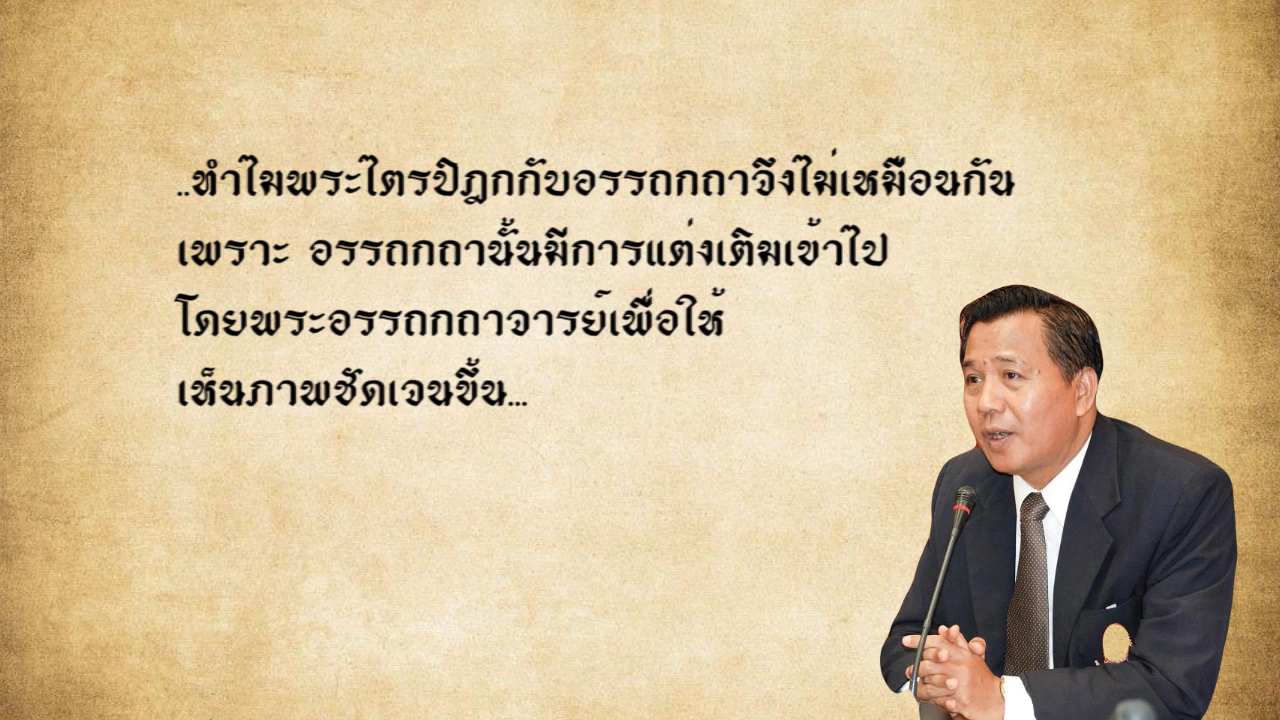 ..ทำไมพระไตรปิฎกกับอรรถกถาจึงไม่เหมือนกัน
เพราะ อรรถกถานั้นมีการแต่งเติมเข้าไป
โดยพระอรรถกถาจารย์เพื่อให้
เห็นภาพชัดเจนขึ้น...